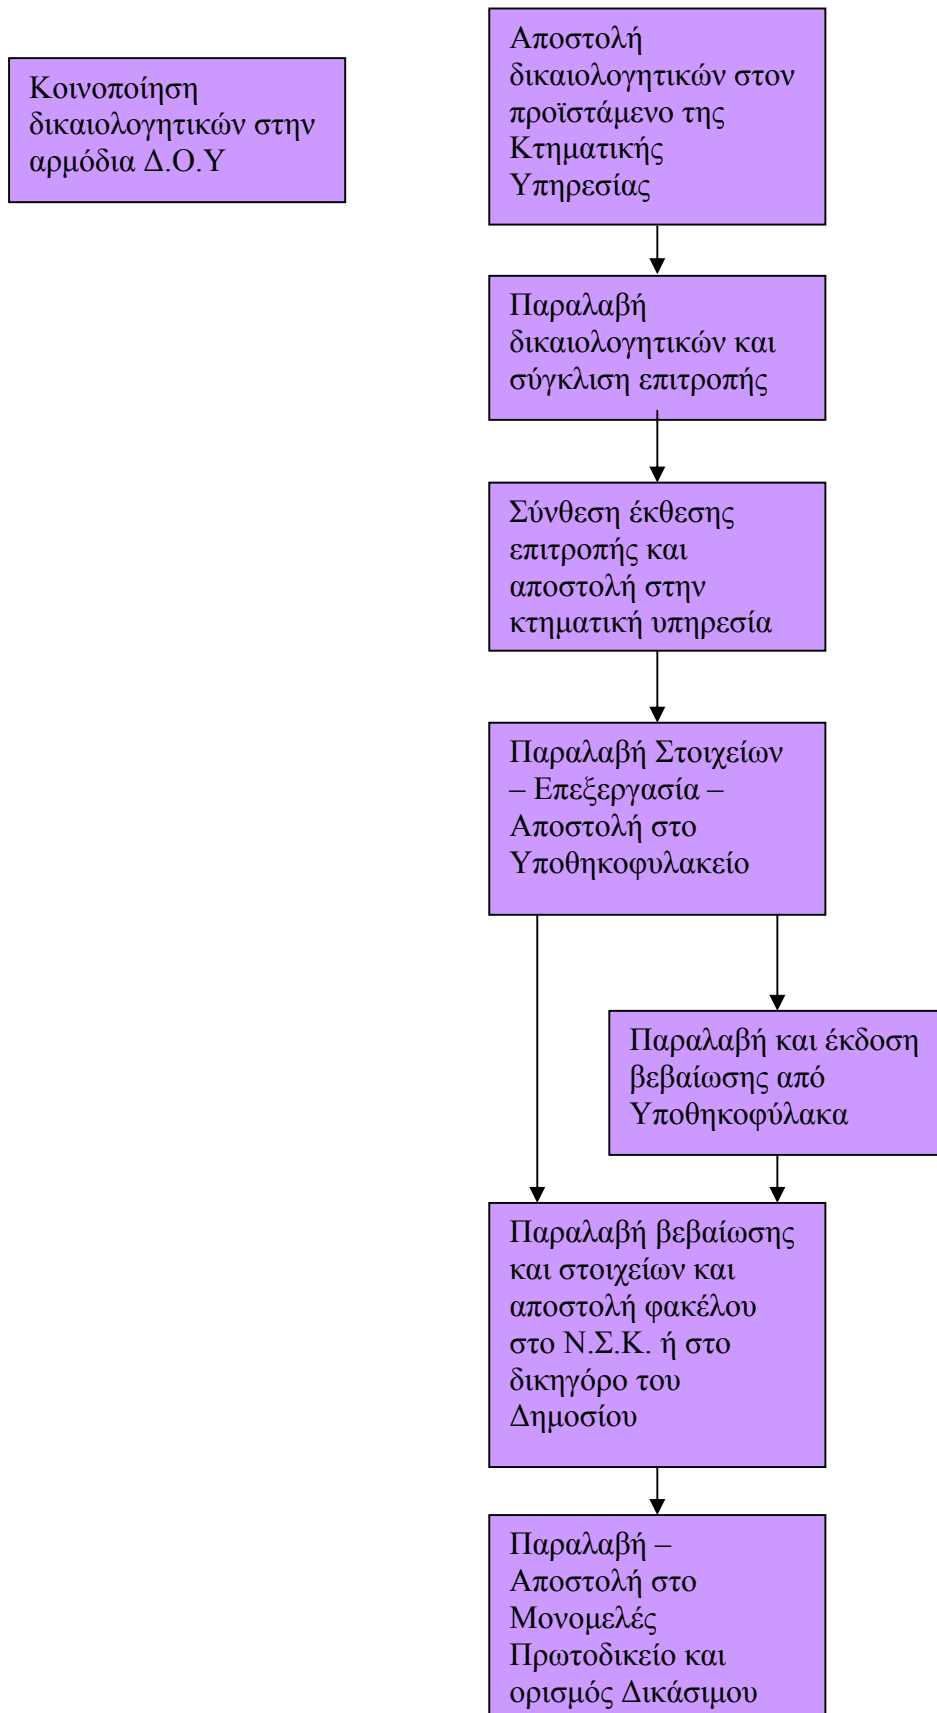 Κοινοποίηση
δικαιολογητικών στην
αρμόδια Δ.Ο.Υ
Αποστολή
δικαιολογητικών στον
προϊστάμενο της
Κτηματικής
Υπηρεσίας
Παραλαβή
δικαιολογητικών και
σύγκλιση επιτροπής
Σύνθεση έκθεσης
επιτροπής και
αποστολή στην
κτηματική υπηρεσία
Παραλαβή Στοιχείων
– Επεξεργασία –
Αποστολή στο
Υποθηκοφυλακείο
Παραλαβή και έκδοση
βεβαίωσης από
Υποθηκοφύλακα
Παραλαβή βεβαίωσης
και στοιχείων και
αποστολή φακέλου
στο Ν.Σ.Κ. ή στο
δικηγόρο του
Δημοσίου
Παραλαβή –
Αποστολή στο
Μονομελές
Πρωτοδικείο και
ορισμός Δικάσιμου